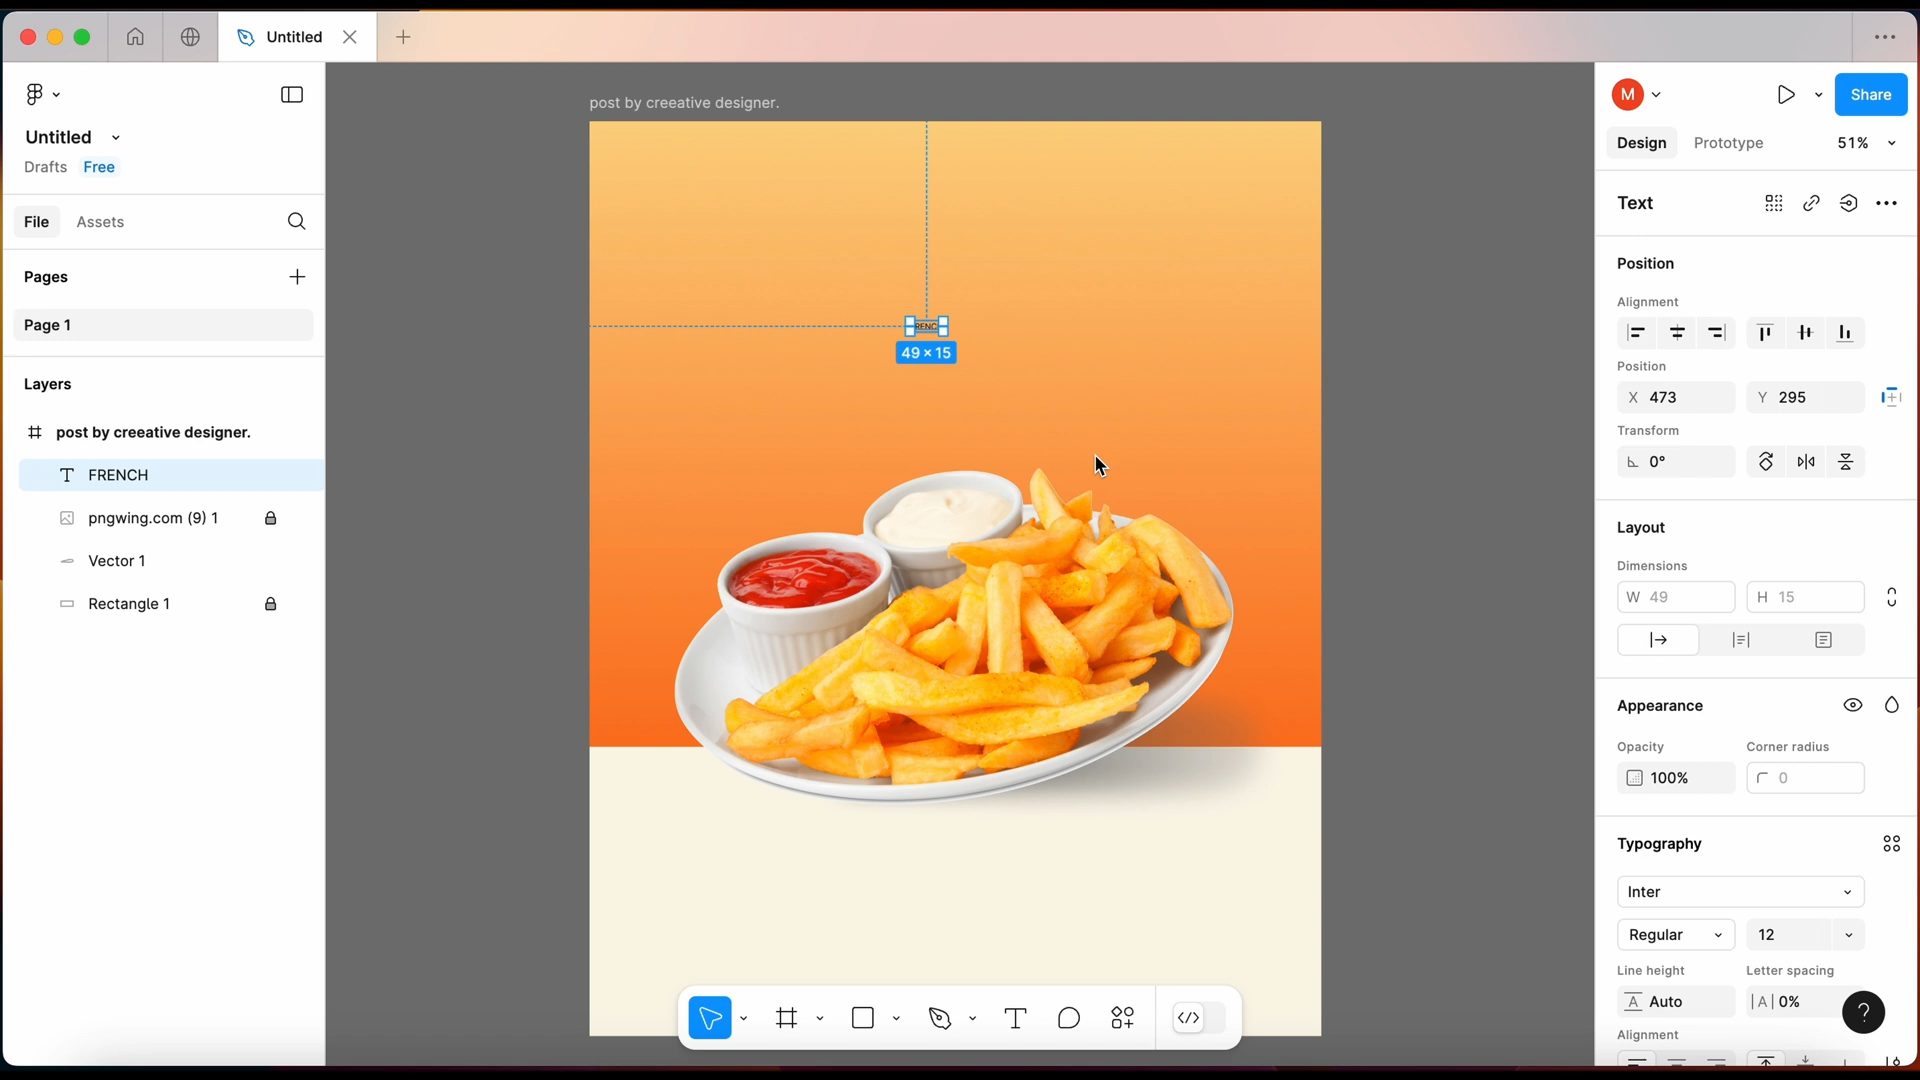 Untitled
M
Share
Untitled
Drafts Free
Design Prototype 51%
File Assets
Pages
Page 1
Layers
post by creeative designer.
FRENCH
pngwing.com (9) 1
Vector 1
Rectangle 1
post by creeative designer.
49 × 15
Text
Position
Alignment
Position
X 473 Y 295
Transform
0°
Layout
Dimensions
W 49 H 15
Appearance
Opacity Corner radius
100% 0
Typography
Inter
Regular 12
Line height Letter spacing
A Auto |A| 0%
Alignment
?